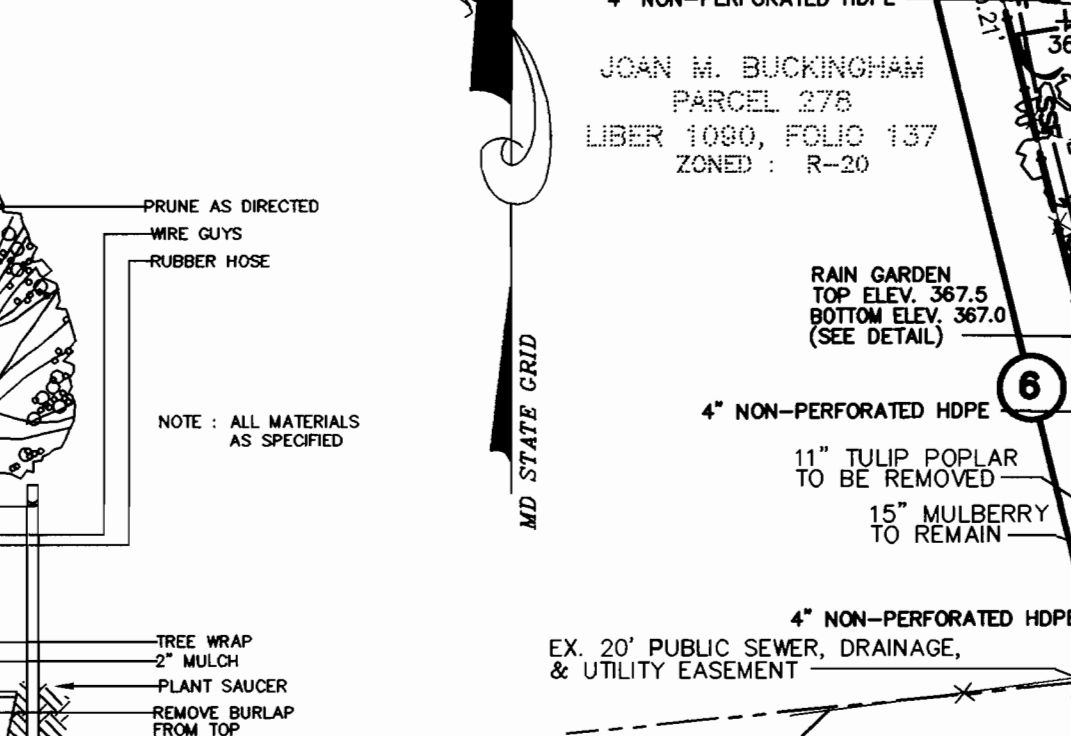 4" NON-PERFORATED HDPE
JOAN M. BUCKINGHAM
PARCEL 278
LIBER 1090, FOLIO 137
ZONED : R-20
PRUNE AS DIRECTED
WIRE GUYS
RUBBER HOSE
NOTE : ALL MATERIALS
AS SPECIFIED
MD STATE GRID
RAIN GARDEN
TOP ELEV. 367.5
BOTTOM ELEV. 367.0
(SEE DETAIL)
6
4" NON-PERFORATED HDPE
11" TULIP POPLAR
TO BE REMOVED
15" MULBERRY
TO REMAIN
4" NON-PERFORATED HDPE
EX. 20' PUBLIC SEWER, DRAINAGE,
& UTILITY EASEMENT
TREE WRAP
2" MULCH
PLANT SAUCER
REMOVE BURLAP
FROM TOP